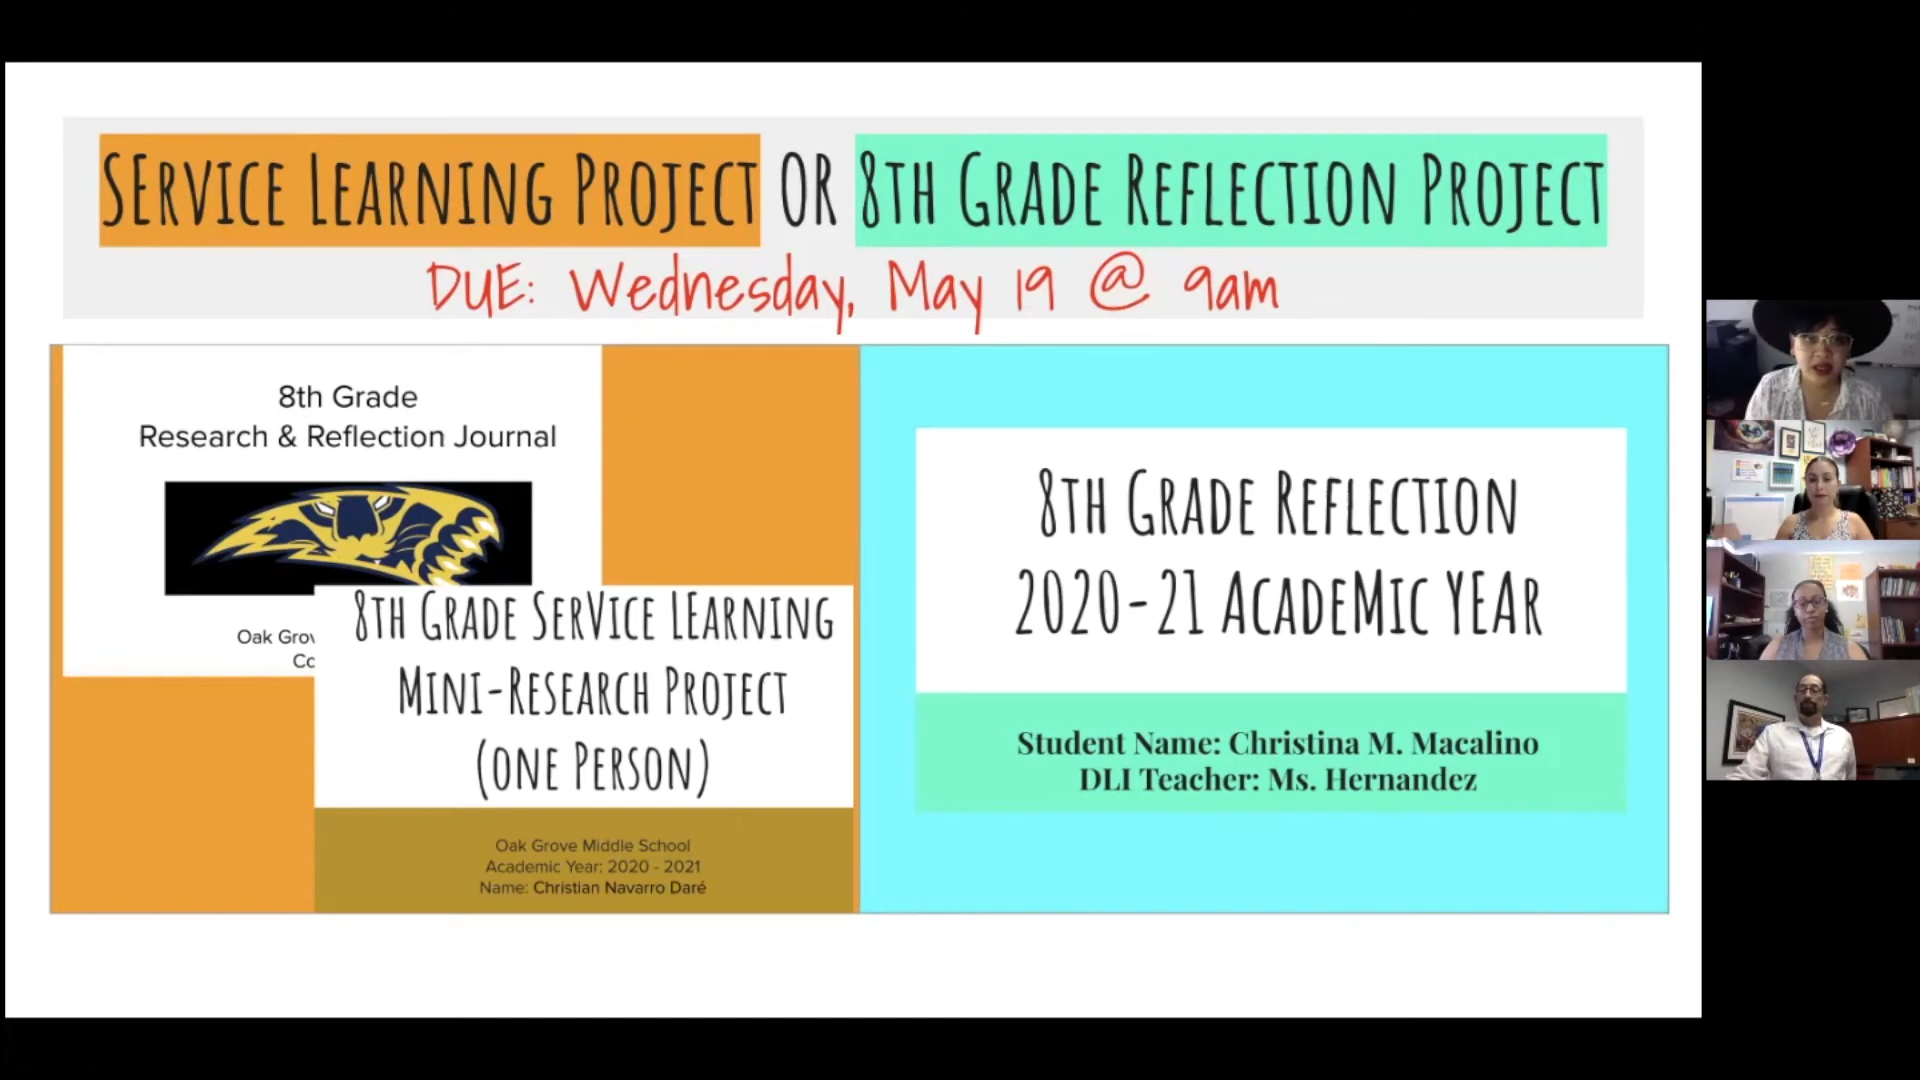 SERVICE LEARNING PROJECT OR 8TH GRADE REFLECTION PROJECT
DUE: Wednesday, May 19 @ 9am
8th Grade
Research & Reflection Journal
Oak Grov
Co
8TH GRADE SERVICE LEARNING
MINI-RESEARCH PROJECT
(ONE PERSON)
Oak Grove Middle School
Academic Year: 2020 - 2021
Name: Christian Navarro Daré
8TH GRADE REFLECTION
2020-21 ACADEMIC YEAR
Student Name: Christina M. Macalino
DLI Teacher: Ms. Hernandez